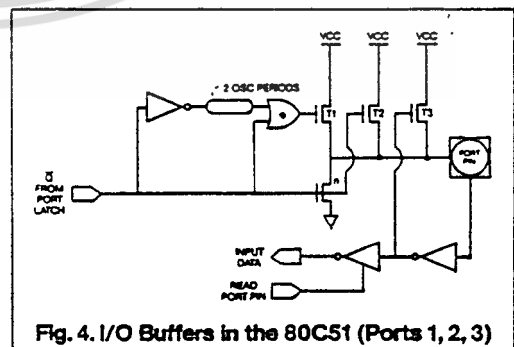 VCC
VCC
VCC
2 OSC PERIODS
T1
T2
T3
PORT
PIN
n
Q
FROM
PORT
LATCH
INPUT
DATA
READ
PORT PIN
Fig. 4. I/O Buffers in the 80C51 (Ports 1, 2, 3)